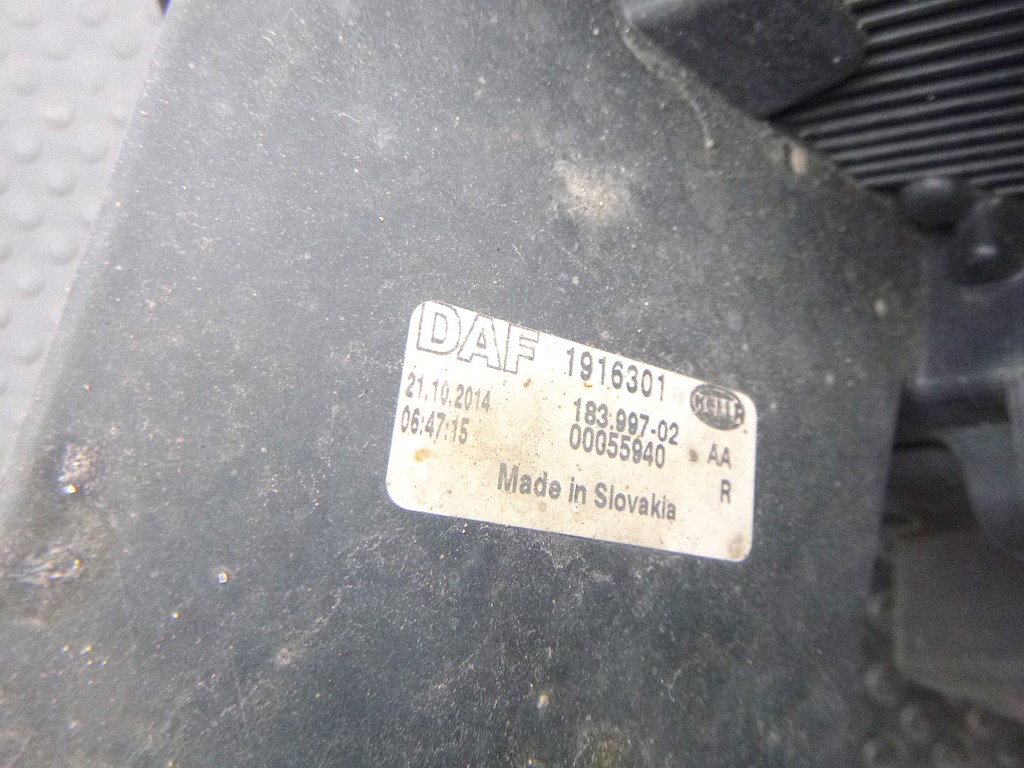 DAF 1916301 HELLA
21.10.2014 183.997-02 AA
06:47:15 00055940 R
Made in Slovakia